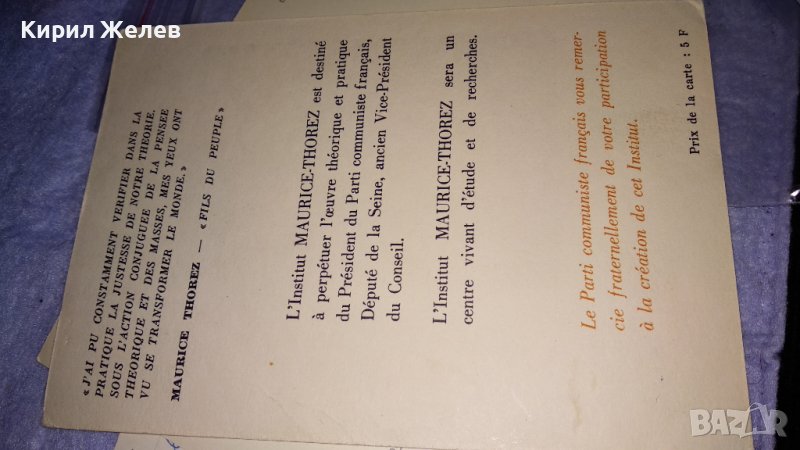 Кирил Желев
« J'AI PU CONSTAMMENT VERIFIER DANS LA
PRATIQUE LA JUSTESSE DE NOTRE THEORIE.
SOUS L'ACTION CONJUGUEE DE LA PENSEE
THEORIQUE ET DES MASSES, MES YEUX ONT
VU SE TRANSFORMER LE MONDE. »
MAURICE THOREZ — « FILS DU PEUPLE »
L'Institut MAURICE-THOREZ est destiné
à perpétuer l'œuvre théorique et pratique
du Président du Parti communiste français,
Député de la Seine, ancien Vice-Président
du Conseil.
L'Institut MAURICE-THOREZ sera un
centre vivant d'étude et de recherches.
Le Parti communiste français vous remer-
cie fraternellement de votre participation
à la création de cet Institut.
Prix de la carte : 5 F
BAZAR